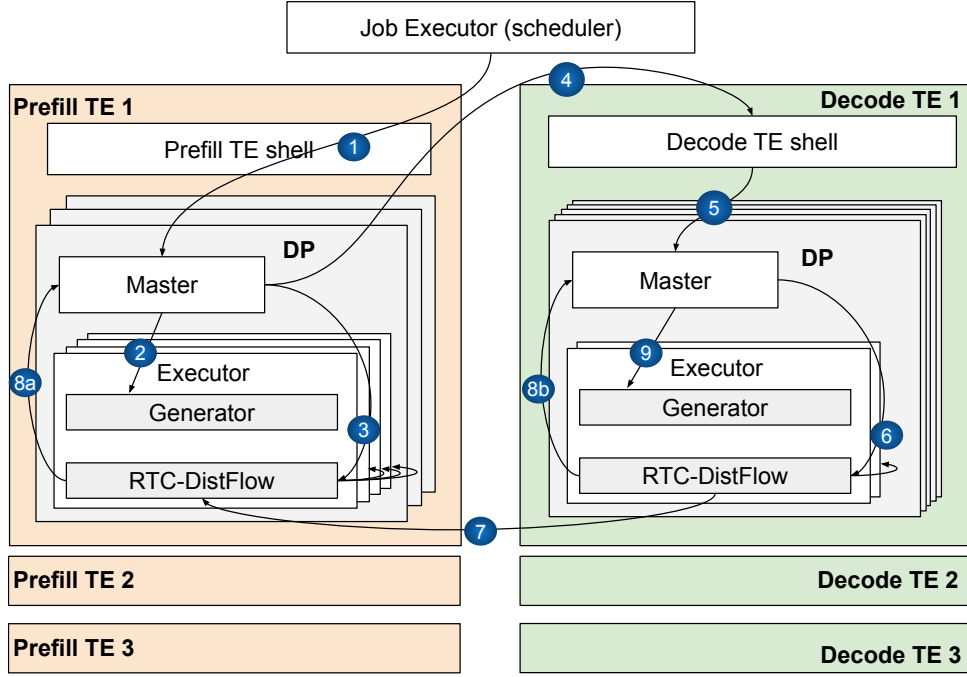 Job Executor (scheduler)
Prefill TE 1
Prefill TE shell
1
DP
Master
2
Executor
8a
Generator
3
RTC-DistFlow
4
Decode TE 1
Decode TE shell
5
DP
Master
9
Executor
8b
Generator
6
RTC-DistFlow
7
Prefill TE 2
Decode TE 2
Prefill TE 3
Decode TE 3